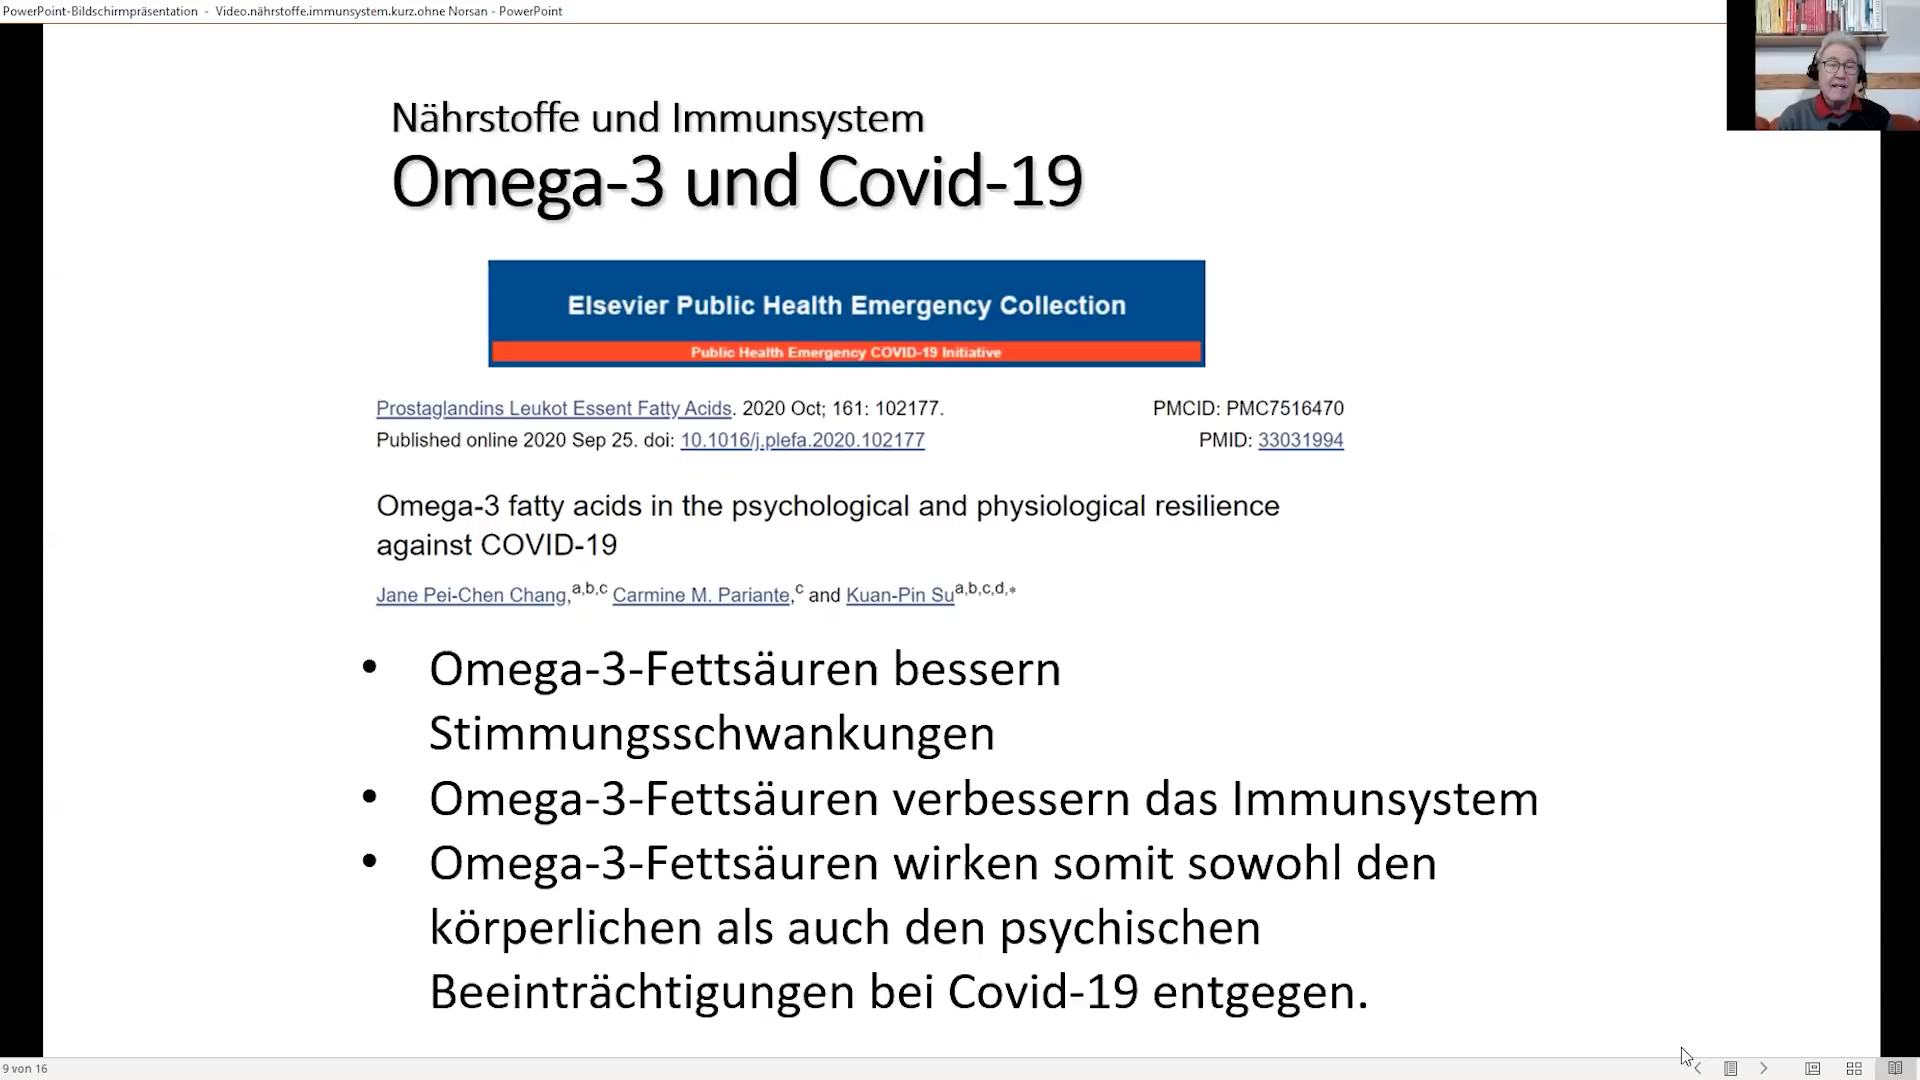 PowerPoint-Bildschirmpräsentation - Video.nährstoffe.immunsystem.kurz.ohne Norsan - PowerPoint
Nährstoffe und Immunsystem
Omega-3 und Covid-19
Elsevier Public Health Emergency Collection
Public Health Emergency COVID-19 Initiative
Prostaglandins Leukot Essent Fatty Acids. 2020 Oct; 161: 102177. PMCID: PMC7516470
Published online 2020 Sep 25. doi: 10.1016/j.plefa.2020.102177 PMID: 33031994
Omega-3 fatty acids in the psychological and physiological resilience
against COVID-19
Jane Pei-Chen Chang,a,b,c Carmine M. Pariante,c and Kuan-Pin Sua,b,c,d,*
• Omega-3-Fettsäuren bessern
Stimmungsschwankungen
• Omega-3-Fettsäuren verbessern das Immunsystem
• Omega-3-Fettsäuren wirken somit sowohl den
körperlichen als auch den psychischen
Beeinträchtigungen bei Covid-19 entgegen.
9 von 16